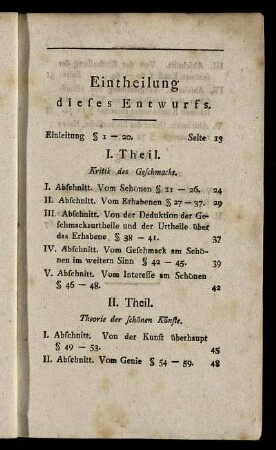 Eintheilung
dieſes Entwurfs.
Einleitung § 1 — 20. Seite 13
I. Theil.
Kritik des Geſchmacks.
I. Abſchnitt. Vom Schönen § 21 — 26. 24
II. Abſchnitt. Vom Erhabenen § 27 — 37. 29
III. Abſchnitt. Von der Deduktion der Ge-
ſchmacksurtheile und der Urtheile über
das Erhabene § 38 — 41. 37
IV. Abſchnitt. Vom Geſchmack am Schö-
nen im weitern Sinn § 42 — 45. 39
V. Abſchnitt. Vom Intereſſe am Schönen
§ 46 — 48. 42
II. Theil.
Theorie der ſchönen Künſte.
I. Abſchnitt. Von der Kunſt überhaupt
§ 49 — 53. 45
II. Abſchnitt. Vom Genie § 54 — 59. 48